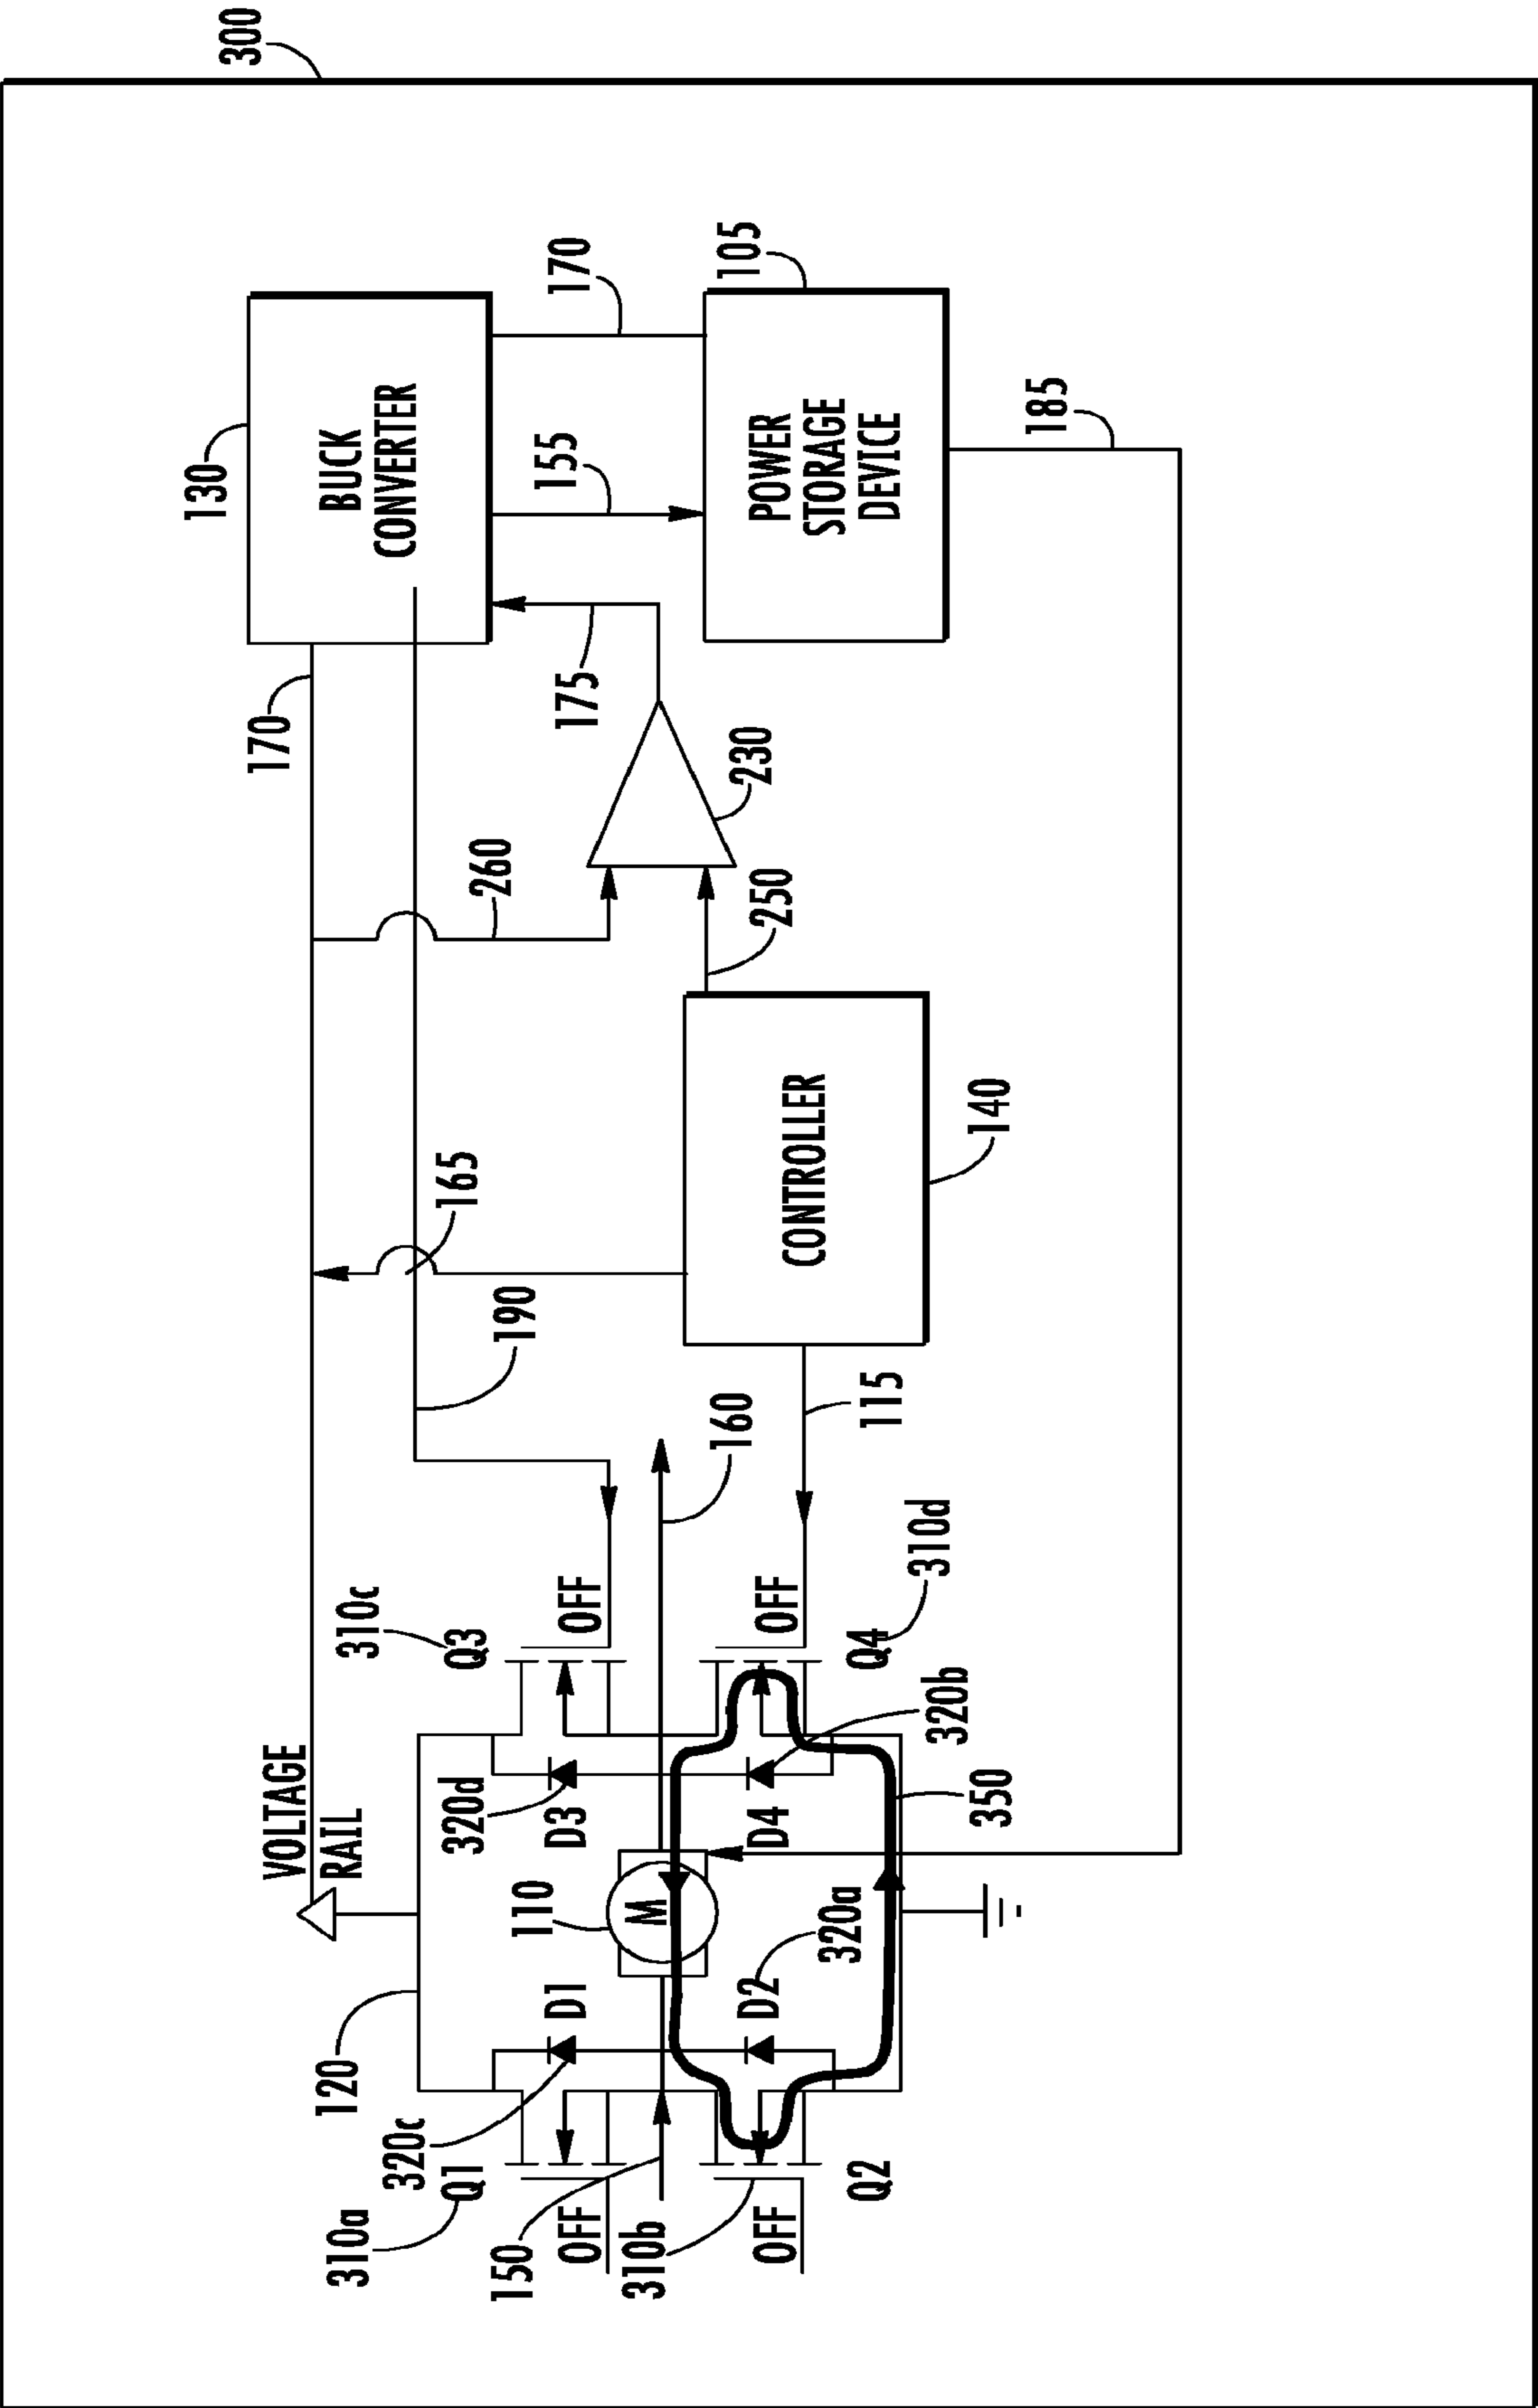 300
130
BUCK
CONVERTER
170
105
POWER
STORAGE
DEVICE
155
185
170
175
230
260
250
165
190
CONTROLLER
140
160
115
310c
Q3
OFF
OFF
Q4
310d
VOLTAGE
RAIL
320d
D3
D4
320b
350
110
M
320a
120
D1
D2
320c
310a
Q1
150
OFF
310b
OFF
Q2